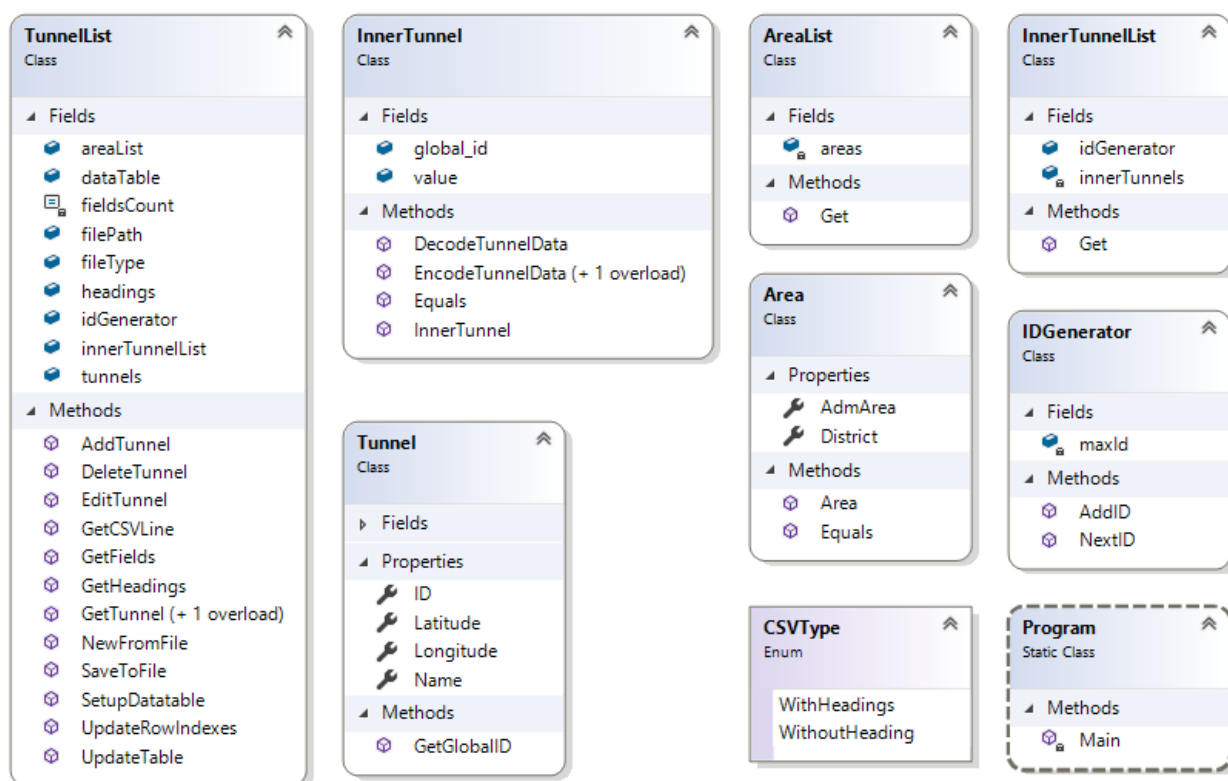 TunnelList
Class
Fields
areaList
dataTable
fieldsCount
filePath
fileType
headings
idGenerator
innerTunnelList
tunnels
Methods
AddTunnel
DeleteTunnel
EditTunnel
GetCSVLine
GetFields
GetHeadings
GetTunnel (+ 1 overload)
NewFromFile
SaveToFile
SetupDatatable
UpdateRowIndexes
UpdateTable
InnerTunnel
Class
Fields
global_id
value
Methods
DecodeTunnelData
EncodeTunnelData (+ 1 overload)
Equals
InnerTunnel
Tunnel
Class
Fields
Properties
ID
Latitude
Longitude
Name
Methods
GetGlobalID
AreaList
Class
Fields
areas
Methods
Get
Area
Class
Properties
AdmArea
District
Methods
Area
Equals
CSVType
Enum
WithHeadings
WithoutHeading
InnerTunnelList
Class
Fields
idGenerator
innerTunnels
Methods
Get
IDGenerator
Class
Fields
maxId
Methods
AddID
NextID
Program
Static Class
Methods
Main